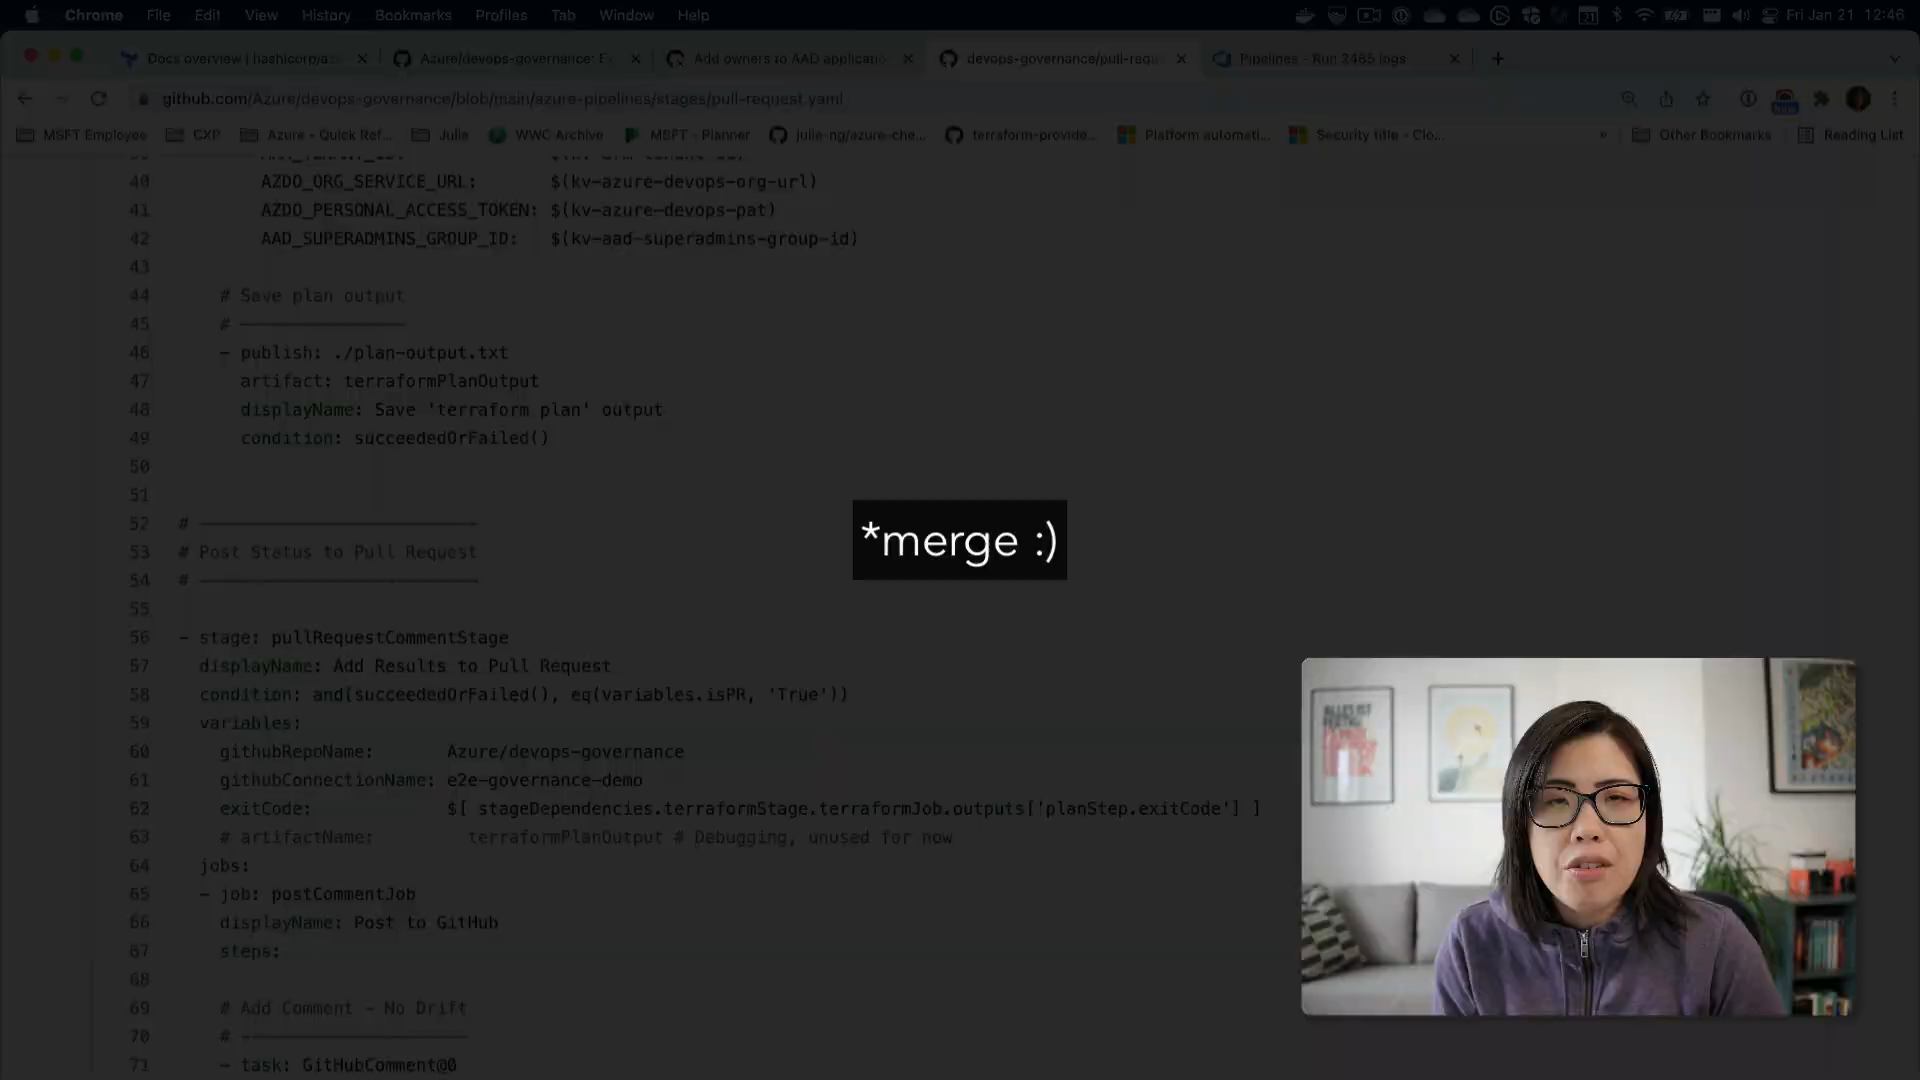 Chrome File Edit View History Bookmarks Profiles Tab Window Help Fri Jan 21 12:46
Docs overview | hashicorp/az Azure/devops-governance: E Add owners to AAD applicatio devops-governance/pull-requ Pipelines - Run 2465 logs
github.com/Azure/devops-governance/blob/main/azure-pipelines/stages/pull-request.yaml
MSFT Employee CXP Azure - Quick Ref... Julie WWC Archive MSFT - Planner julie-ng/azure-che... terraform-provide... Platform automati... Security title - Clo... » Other Bookmarks Reading List
40 AZDO_ORG_SERVICE_URL: $(kv-azure-devops-org-url)
41 AZDO_PERSONAL_ACCESS_TOKEN: $(kv-azure-devops-pat)
42 AAD_SUPERADMINS_GROUP_ID: $(kv-aad-superadmins-group-id)
43
44 # Save plan output
45 # ----------------
46 - publish: ./plan-output.txt
47 artifact: terraformPlanOutput
48 displayName: Save 'terraform plan' output
49 condition: succeededOrFailed()
50
51
52 # ---------------------------
53 # Post Status to Pull Request
54 # ---------------------------
55
56 - stage: pullRequestCommentStage
57 displayName: Add Results to Pull Request
58 condition: and(succeededOrFailed(), eq(variables.isPR, 'True'))
59 variables:
60 githubRepoName: Azure/devops-governance
61 githubConnectionName: e2e-governance-demo
62 exitCode: $[ stageDependencies.terraformStage.terraformJob.outputs['planStep.exitCode'] ]
63 # artifactName: terraformPlanOutput # Debugging, unused for now
64 jobs:
65 - job: postCommentJob
66 displayName: Post to GitHub
67 steps:
68
69 # Add Comment - No Drift
70 # ----------------------
71 - task: GitHubComment@0
*merge :)
ALLES IST